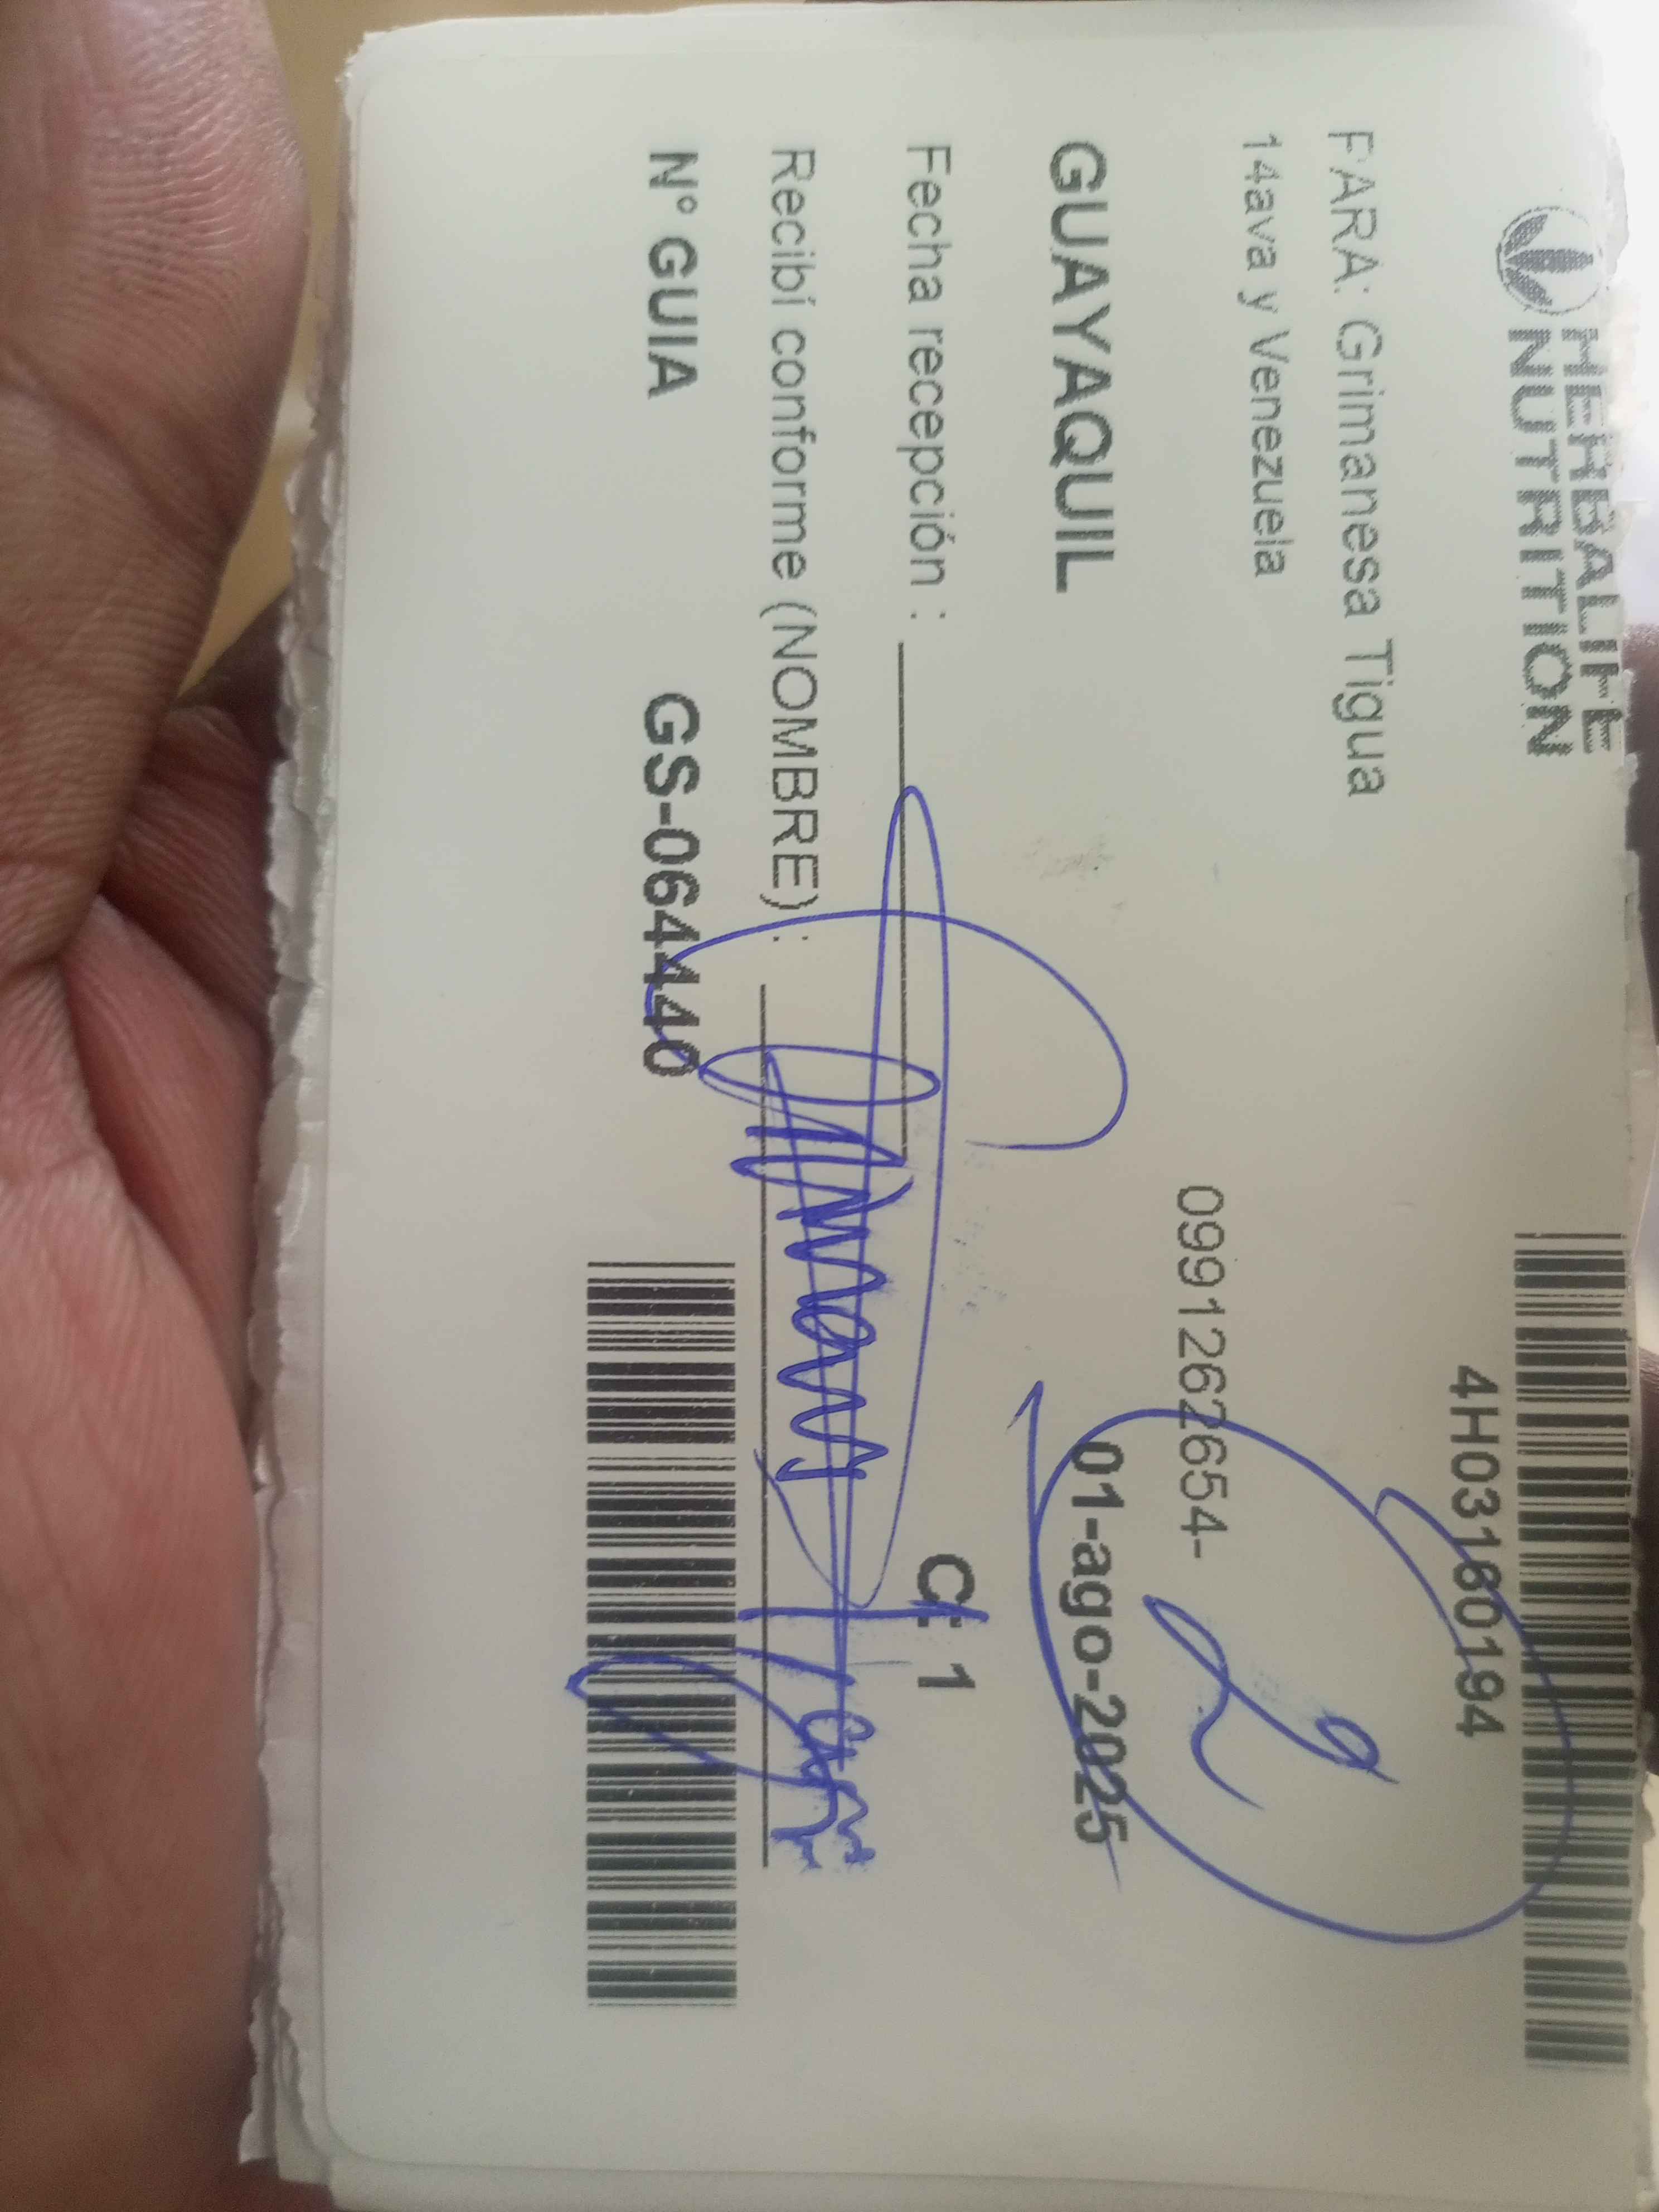 HERBALIFE
NUTRITION
4H03180194
PARA: Grimanesa Tigua
14ava y Venezuela
0991262654-
GUAYAQUIL
01-ago-2025
Fecha recepción :
C: 1
Recibí conforme (NOMBRE) :
N° GUIA GS-064440